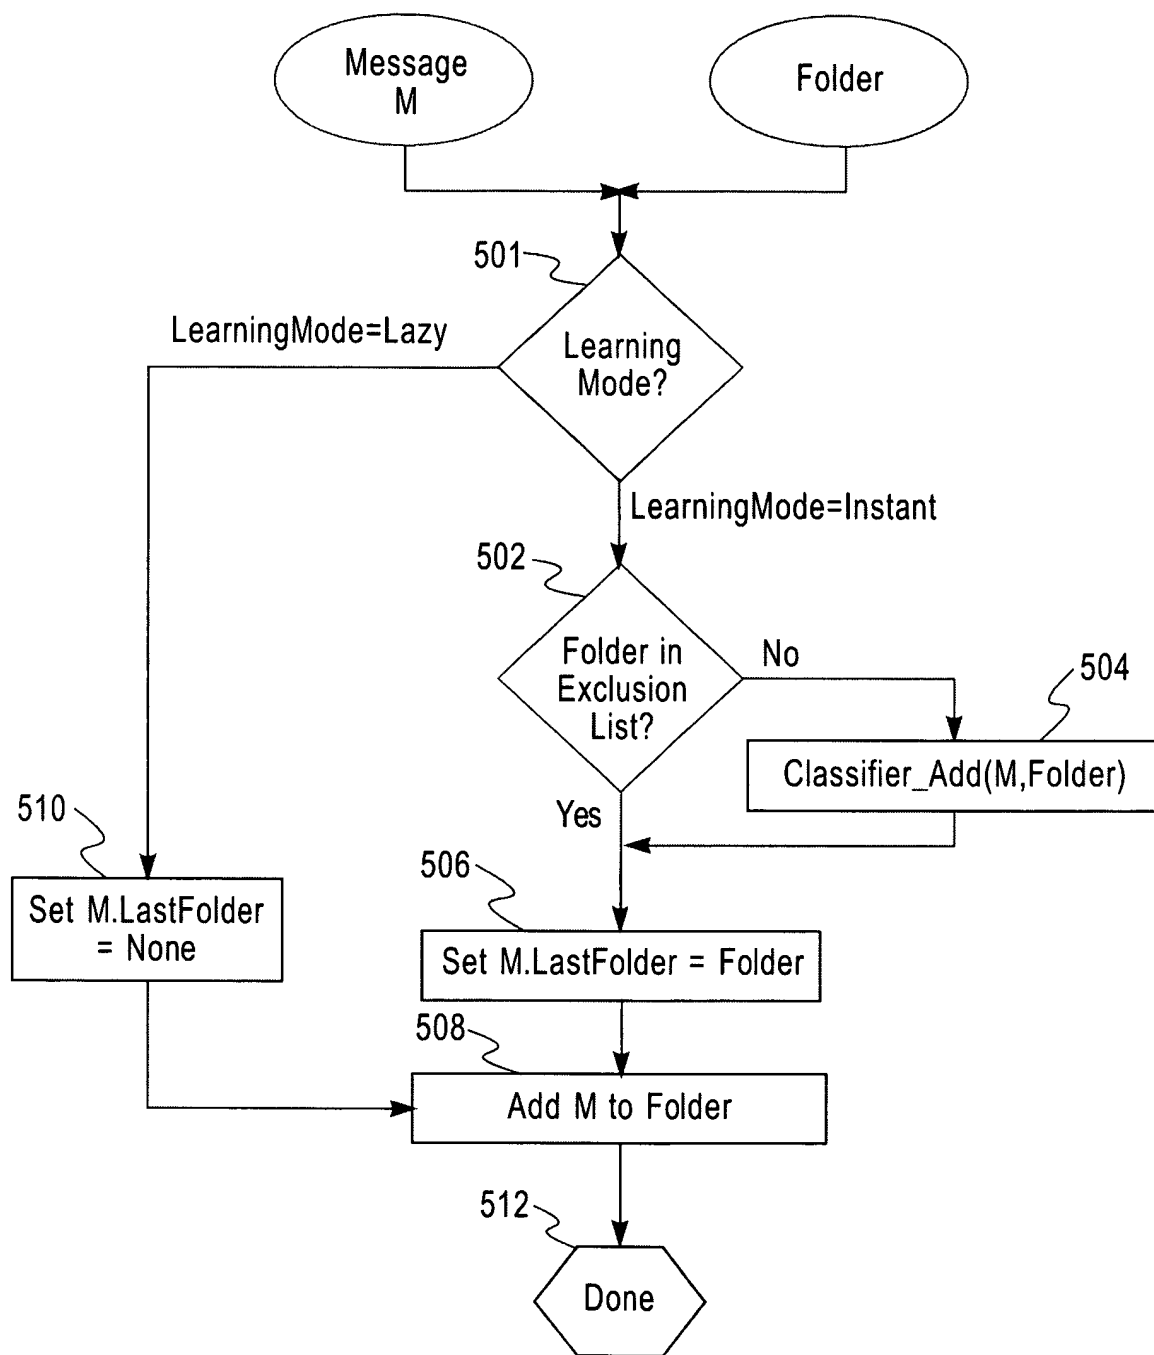 Message
M
Folder
501
LearningMode=Lazy
Learning
Mode?
LearningMode=Instant
502
Folder in
Exclusion
List?
No
504
Classifier_Add(M,Folder)
Yes
510
Set M.LastFolder
= None
506
Set M.LastFolder = Folder
508
Add M to Folder
512
Done